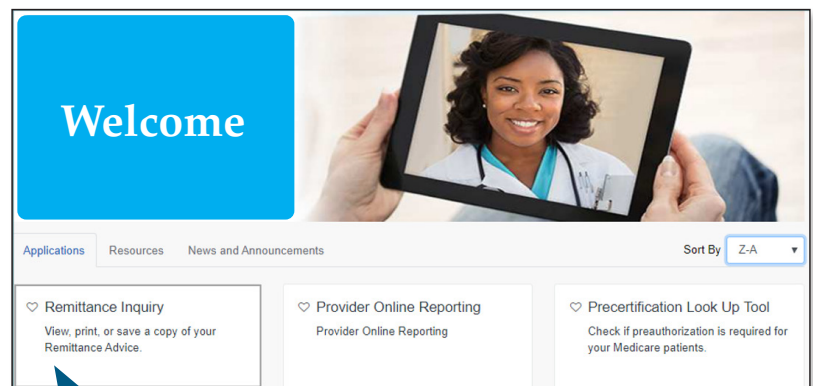 Welcome
Applications Resources News and Announcements Sort By Z-A
Remittance Inquiry
View, print, or save a copy of your
Remittance Advice.
Provider Online Reporting
Provider Online Reporting
Precertification Look Up Tool
Check if preauthorization is required for
your Medicare patients.